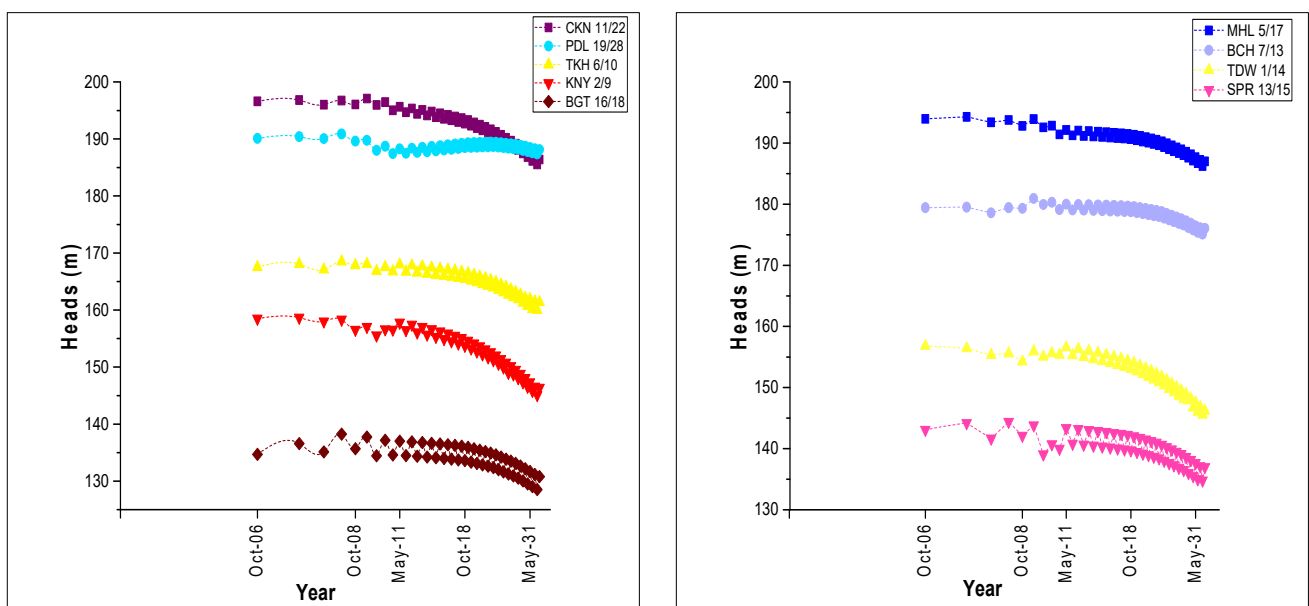 CKN 11/22
PDL 19/28
TKH 6/10
KNY 2/9
BGT 16/18
200
190
180
170
160
150
140
130
Heads (m)
Oct-06
Oct-08
May-11
Oct-18
May-31
Year
MHL 5/17
BCH 7/13
TDW 1/14
SPR 13/15
200
190
180
170
160
150
140
130
Heads (m)
Oct-06
Oct-08
May-11
Oct-18
May-31
Year